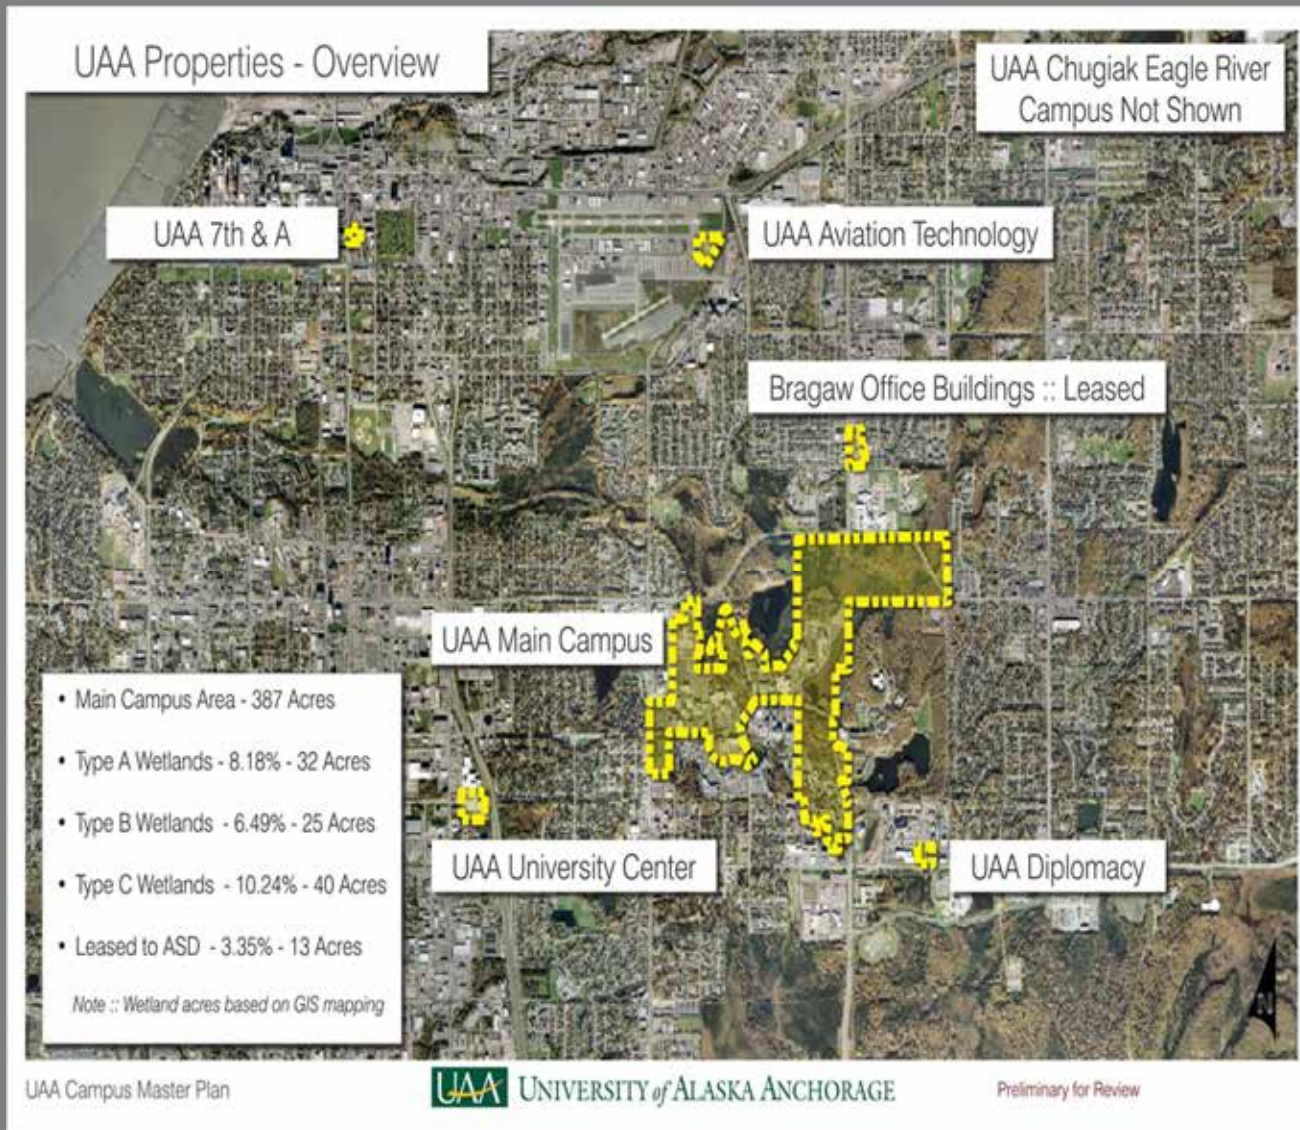 UAA Properties - Overview
UAA Chugiak Eagle River
Campus Not Shown
UAA 7th & A
UAA Aviation Technology
Bragaw Office Buildings :: Leased
UAA Main Campus
• Main Campus Area - 387 Acres
• Type A Wetlands - 8.18% - 32 Acres
• Type B Wetlands - 6.49% - 25 Acres
• Type C Wetlands - 10.24% - 40 Acres
• Leased to ASD - 3.35% - 13 Acres
Note :: Wetland acres based on GIS mapping
UAA University Center
UAA Diplomacy
N
UAA Campus Master Plan
UAA UNIVERSITY of ALASKA ANCHORAGE
Preliminary for Review